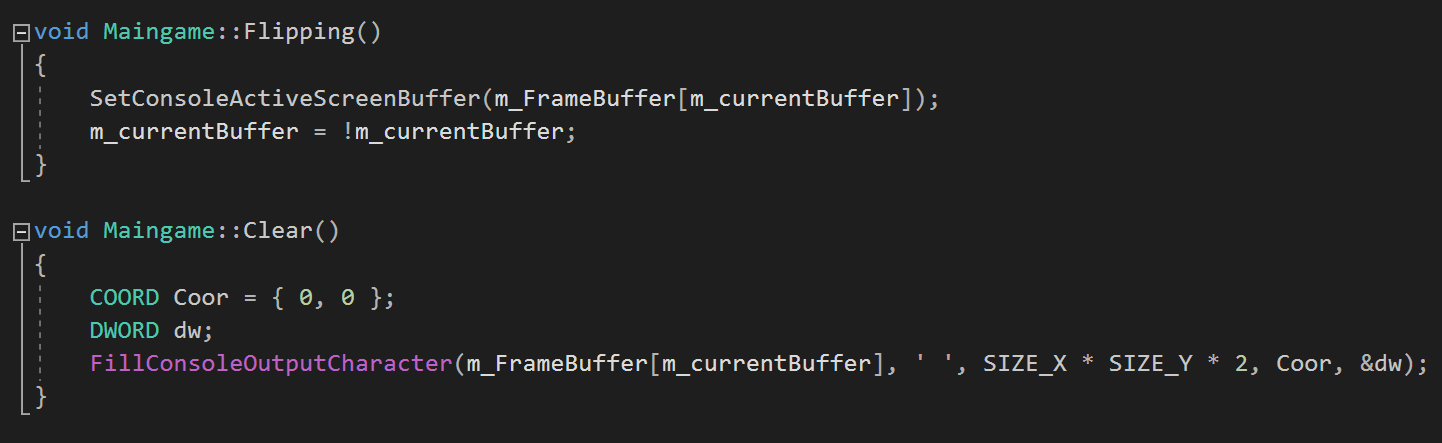 void Maingame::Flipping()
{
    SetConsoleActiveScreenBuffer(m_FrameBuffer[m_currentBuffer]);
    m_currentBuffer = !m_currentBuffer;
}
void Maingame::Clear()
{
    COORD Coor = { 0, 0 };
    DWORD dw;
    FillConsoleOutputCharacter(m_FrameBuffer[m_currentBuffer], ' ', SIZE_X * SIZE_Y * 2, Coor, &dw);
}